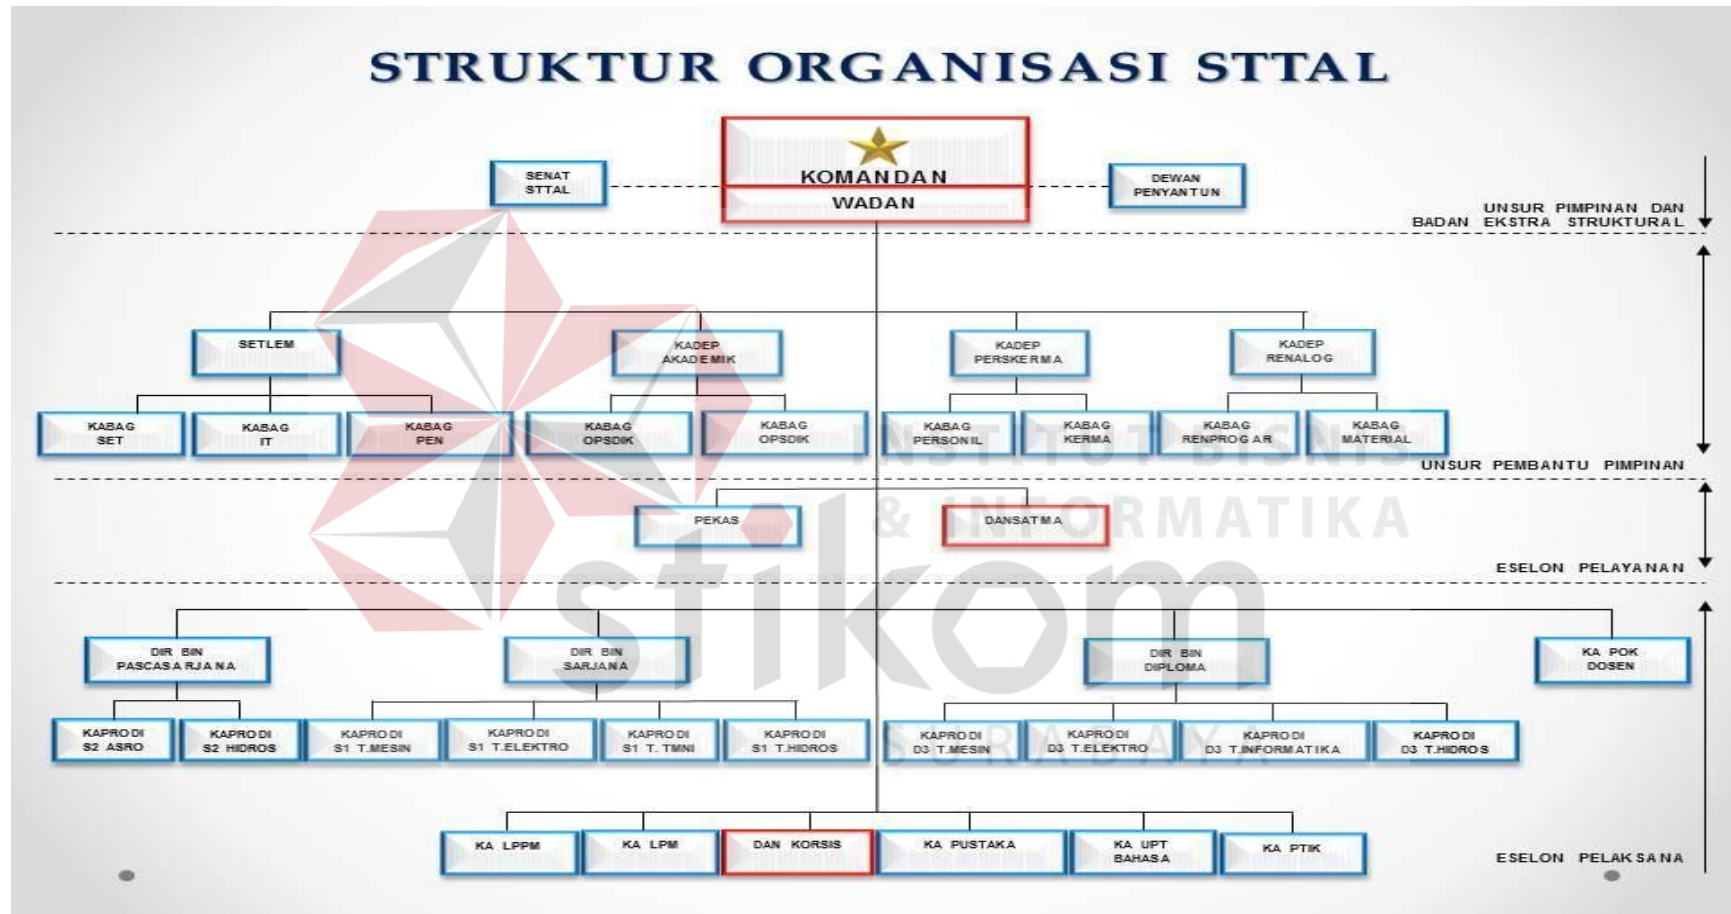 STRUKTUR ORGANISASI STTAL
KOMANDAN
WADAN
SENAT
STTAL
DEWAN
PENYANTUN
UNSUR PIMPINAN DAN
BADAN EKSTRA STRUKTURAL
SETLEM
KADEP
AKADEMIK
KADEP
PERSKERMA
KADEP
RENALOG
KABAG
SET
KABAG
IT
KABAG
PEN
KABAG
OPSDIK
KABAG
OPSDIK
KABAG
PERSONIL
KABAG
KERMA
KABAG
RENPROGAR
KABAG
MATERIAL
UNSUR PEMBANTU PIMPINAN
PEKAS
DANSATMA
ESELON PELAYANAN
DIR BIN
PASCASARJANA
DIR BIN
SARJANA
DIR BIN
DIPLOMA
KA POK
DOSEN
KAPRODI
S2 ASRO
KAPRODI
S2 HIDROS
KAPRODI
S1 T.MESIN
KAPRODI
S1 T.ELEKTRO
KAPRODI
S1 T. TMNI
KAPRODI
S1 T.HIDROS
KAPRODI
D3 T.MESIN
KAPRODI
D3 T.ELEKTRO
KAPRODI
D3 T.INFORMATIKA
KAPRODI
D3 T.HIDROS
KA LPPM
KA LPM
DAN KORSIS
KA PUSTAKA
KA UPT
BAHASA
KA PTIK
ESELON PELAKSANA
INSTITUT BISNIS
& INFORMATIKA
stikom
SURABAYA